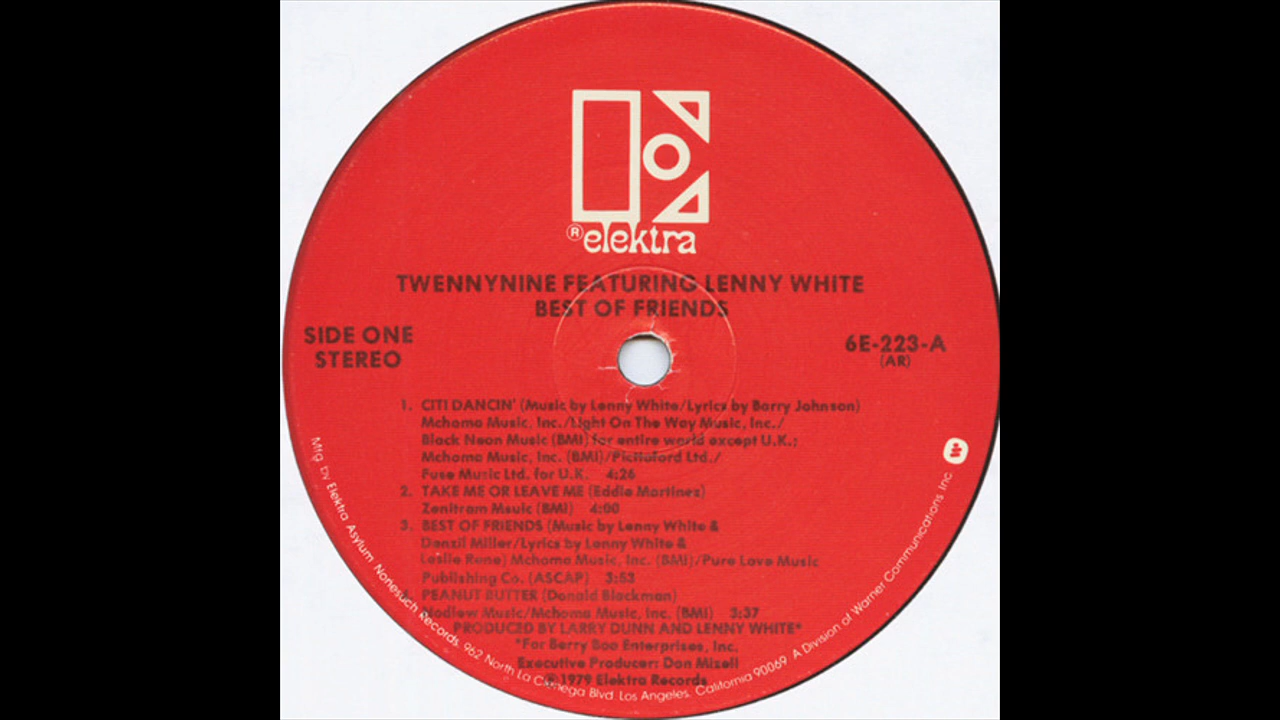 ® elektra
TWENNYNINE FEATURING LENNY WHITE
BEST OF FRIENDS
SIDE ONE
STEREO
6E-223-A
(AR)
1. CITI DANCIN' (Music by Lenny White/Lyrics by Barry Johnson)
Mchoma Music, Inc./Light On The Way Music, Inc./
Black Neon Music (BMI) for entire world except U.K.;
Mchoma Music, Inc. (BMI)/Pictaford Ltd./
Fuse Music Ltd. for U.K. 4:26
2. TAKE ME OR LEAVE ME (Eddie Martinez)
Zenitram Msuic (BMI) 4:00
3. BEST OF FRIENDS (Music by Lenny White &
Denzil Miller/Lyrics by Lenny White &
Leslie Rene) Mchoma Music, Inc. (BMI)/Pure Love Music
Publishing Co. (ASCAP) 3:53
4. PEANUT BUTTER (Donald Blackman)
Modlew Music/Mchoma Music, Inc. (BMI) 3:37
PRODUCED BY LARRY DUNN AND LENNY WHITE*
*For Berry Boo Enterprises, Inc.
Executive Producer: Don Mizell
℗ 1979 Elektra Records
Mfg. by Elektra Asylum Nonesuch Records, 962 North La Cienega Blvd. Los Angeles, California 90069. A Division of Warner Communications Inc.